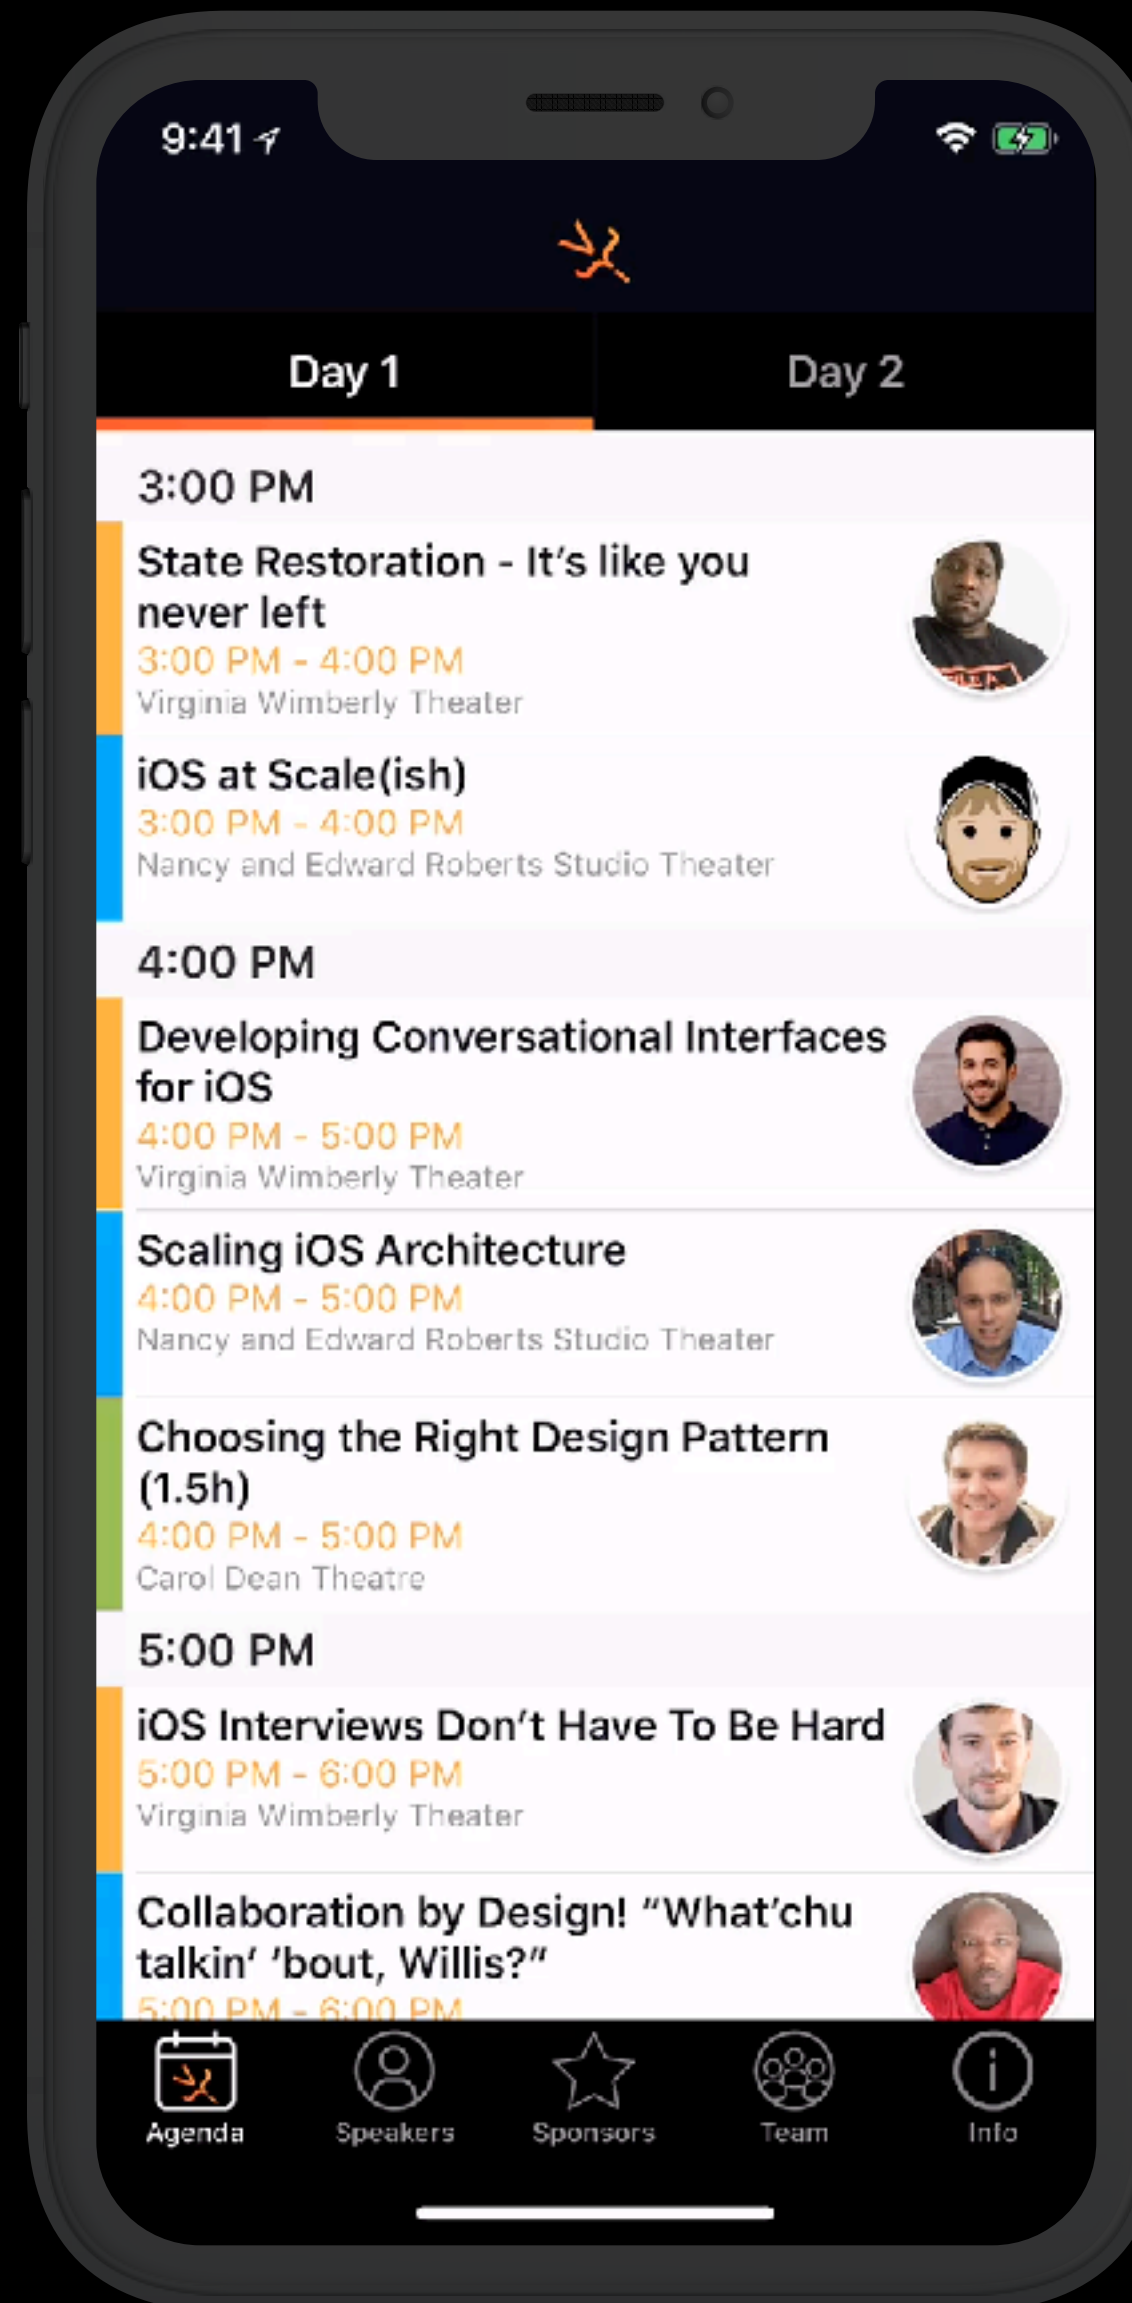 9:41
Day 1
Day 2
3:00 PM
State Restoration - It’s like you
never left
3:00 PM - 4:00 PM
Virginia Wimberly Theater
iOS at Scale(ish)
3:00 PM - 4:00 PM
Nancy and Edward Roberts Studio Theater
4:00 PM
Developing Conversational Interfaces
for iOS
4:00 PM - 5:00 PM
Virginia Wimberly Theater
Scaling iOS Architecture
4:00 PM - 5:00 PM
Nancy and Edward Roberts Studio Theater
Choosing the Right Design Pattern
(1.5h)
4:00 PM - 5:00 PM
Carol Dean Theatre
5:00 PM
iOS Interviews Don’t Have To Be Hard
5:00 PM - 6:00 PM
Virginia Wimberly Theater
Collaboration by Design! “What’chu
talkin’ ’bout, Willis?”
5:00 PM - 6:00 PM
Agenda
Speakers
Sponsors
Team
Info